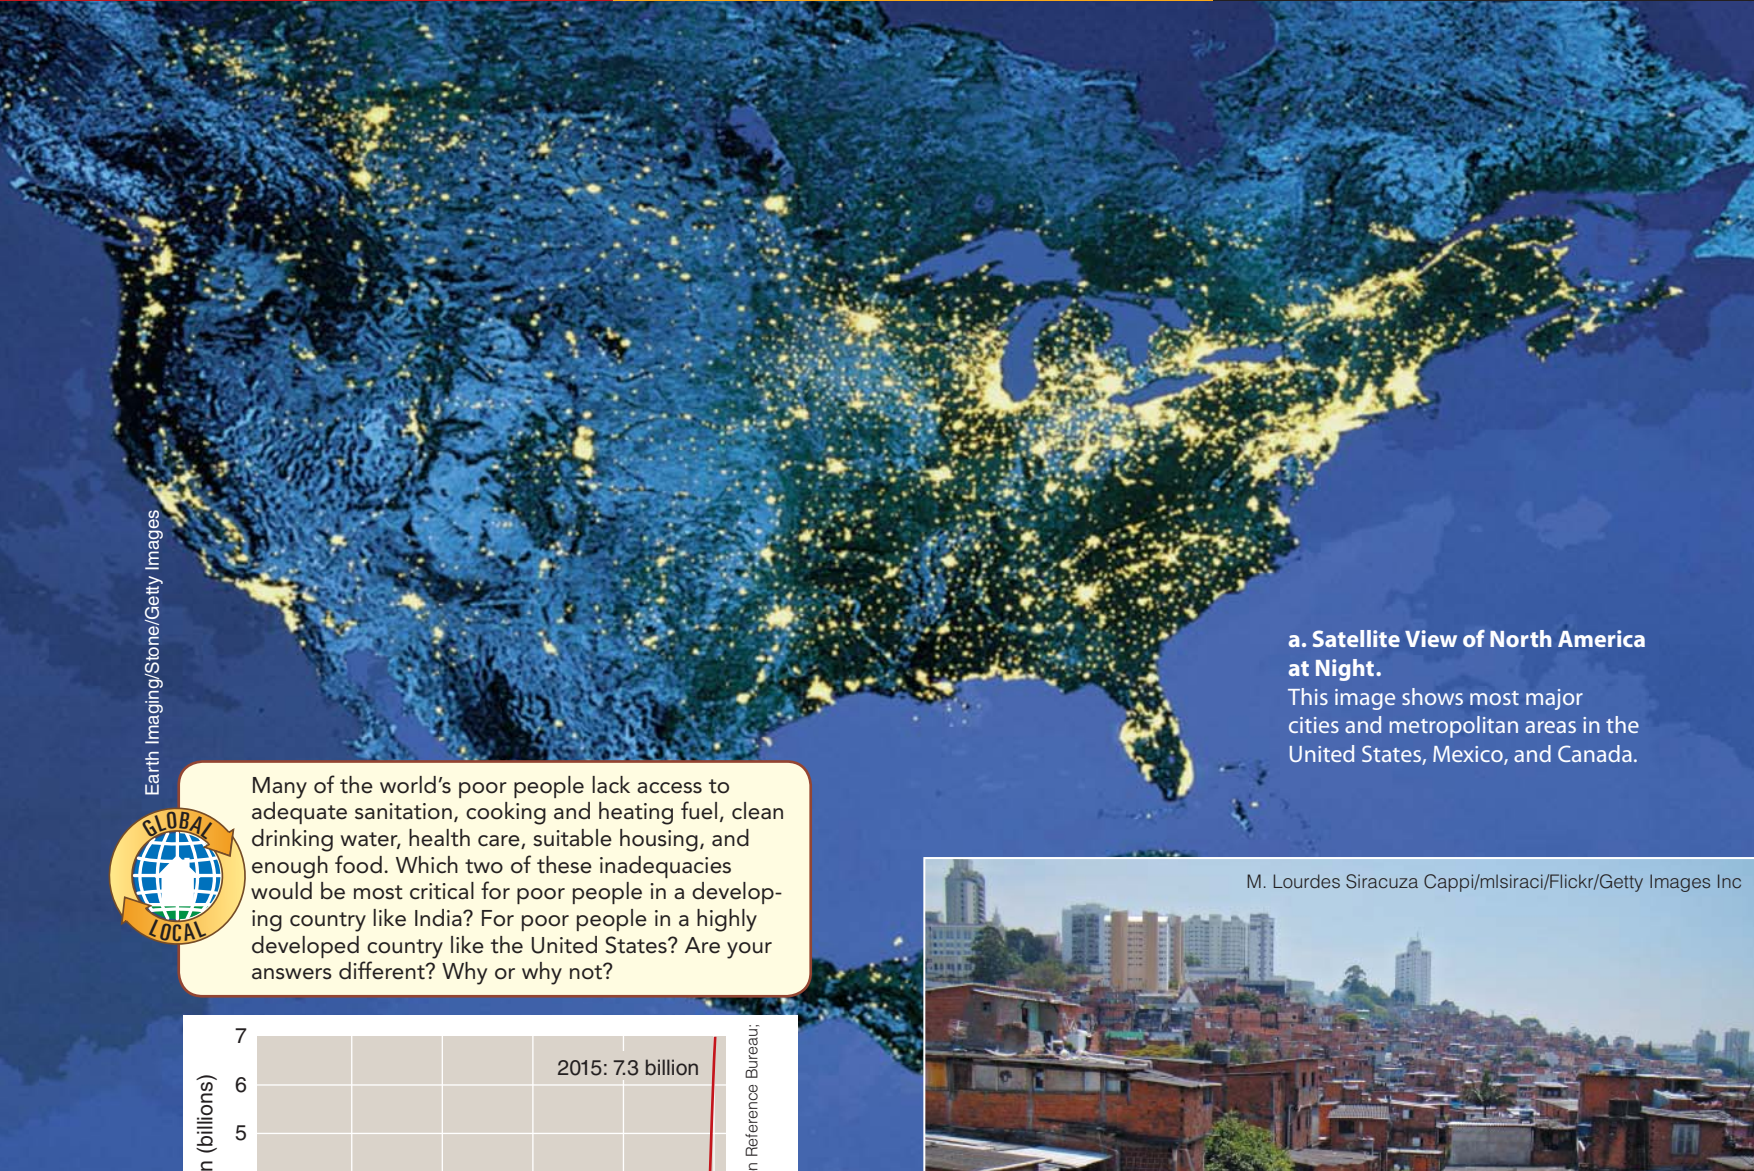 Earth Imaging/Stone/Getty Images
a. Satellite View of North America
at Night.
This image shows most major
cities and metropolitan areas in the
United States, Mexico, and Canada.
GLOBAL
LOCAL
Many of the world's poor people lack access to
adequate sanitation, cooking and heating fuel, clean
drinking water, health care, suitable housing, and
enough food. Which two of these inadequacies
would be most critical for poor people in a develop-
ing country like India? For poor people in a highly
developed country like the United States? Are your
answers different? Why or why not?
M. Lourdes Siracuza Cappi/mlsiraci/Flickr/Getty Images Inc
7
2015: 7.3 billion
6
5
n (billions)
n Reference Bureau;